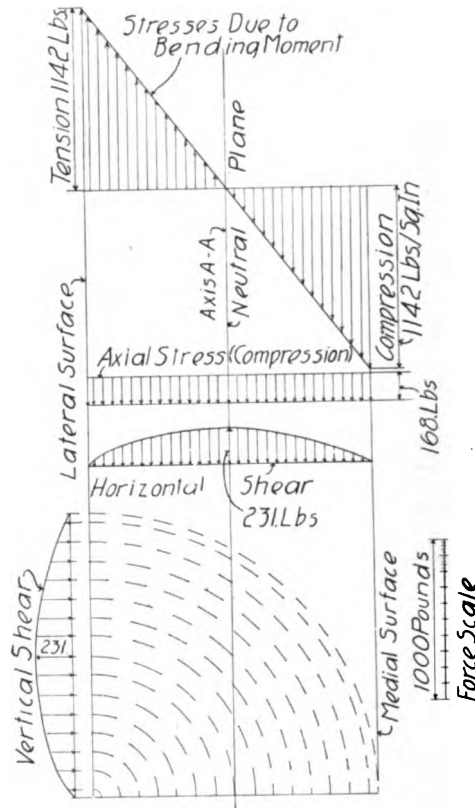 Stresses Due to
Bending Moment
Tension 1142 Lbs.
Plane
Axis A-A
Neutral
Compression
1142 Lbs/Sq.In
Lateral Surface
Axial Stress (Compression)
168.Lbs
Horizontal Shear
231.Lbs
Vertical Shear
231.
Medial Surface
1000 Pounds
Force Scale